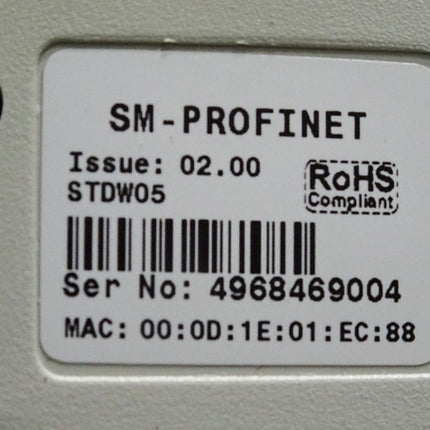 SM-PROFINET
Issue: 02.00
STDW05
RoHS
Compliant
Ser No: 4968469004
MAC: 00:0D:1E:01:EC:88